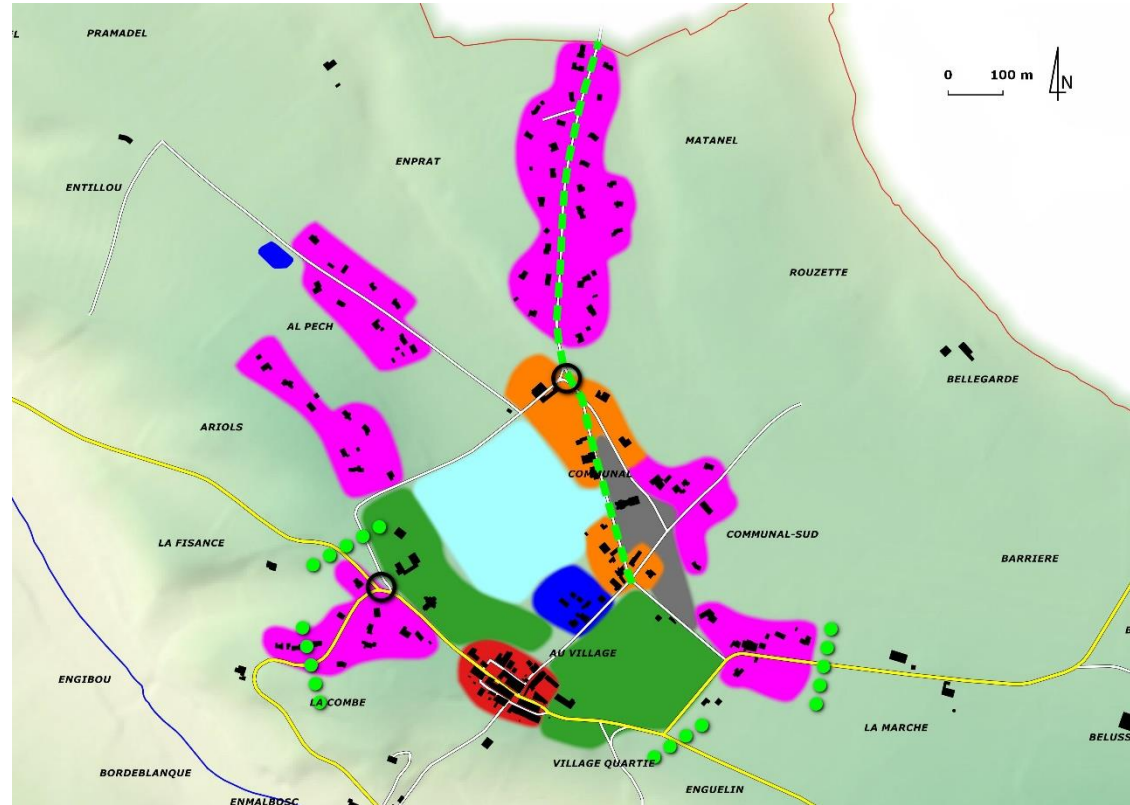 PRAMADEL
0 100 m
N
MATANEL
ENPRAT
ENTILLOU
ROUZETTE
AL PECH
BELLEGARDE
ARIOLS
COMMUNAL
COMMUNAL-SUD
LA FISANCE
BARRIERE
AU VILLAGE
ENGIBOU
LA COMBE
LA MARCHE
BELUSS
VILLAGE QUARTIE
BORDEBLANQUE
ENGUELIN
ENMALBOSC